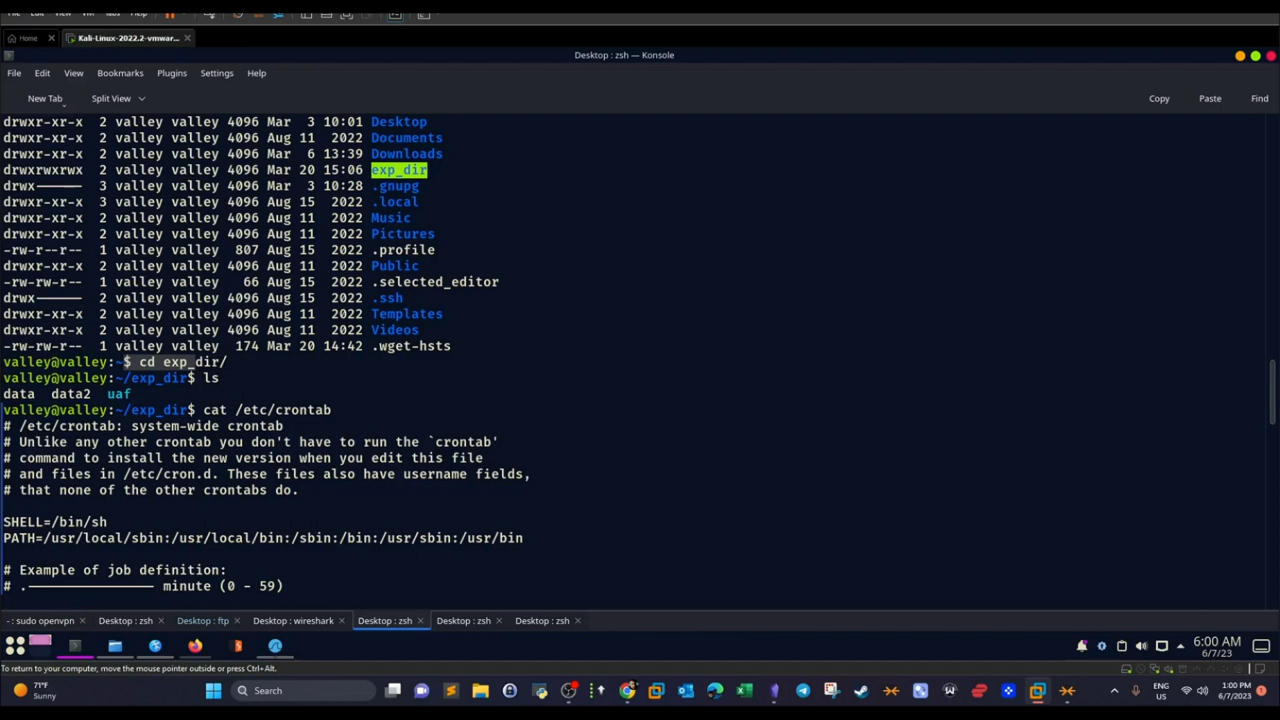 Home
Kali-Linux-2022.2-vmwar...
Desktop : zsh — Konsole
File Edit View Bookmarks Plugins Settings Help
New Tab Split View Copy Paste Find
drwxr-xr-x 2 valley valley 4096 Mar 3 10:01 Desktop
drwxr-xr-x 2 valley valley 4096 Aug 11 2022 Documents
drwxr-xr-x 2 valley valley 4096 Mar 6 13:39 Downloads
drwxrwxrwx 2 valley valley 4096 Mar 20 15:06 exp_dir
drwx------ 3 valley valley 4096 Mar 3 10:28 .gnupg
drwxr-xr-x 3 valley valley 4096 Aug 15 2022 .local
drwxr-xr-x 2 valley valley 4096 Aug 11 2022 Music
drwxr-xr-x 2 valley valley 4096 Aug 11 2022 Pictures
-rw-r--r-- 1 valley valley 807 Aug 15 2022 .profile
drwxr-xr-x 2 valley valley 4096 Aug 11 2022 Public
-rw-rw-r-- 1 valley valley 66 Aug 15 2022 .selected_editor
drwx------ 2 valley valley 4096 Aug 15 2022 .ssh
drwxr-xr-x 2 valley valley 4096 Aug 11 2022 Templates
drwxr-xr-x 2 valley valley 4096 Aug 11 2022 Videos
-rw-rw-r-- 1 valley valley 174 Mar 20 14:42 .wget-hsts
valley@valley:~$ cd exp_dir/
valley@valley:~/exp_dir$ ls
data data2 uaf
valley@valley:~/exp_dir$ cat /etc/crontab
# /etc/crontab: system-wide crontab
# Unlike any other crontab you don't have to run the `crontab'
# command to install the new version when you edit this file
# and files in /etc/cron.d. These files also have username fields,
# that none of the other crontabs do.
SHELL=/bin/sh
PATH=/usr/local/sbin:/usr/local/bin:/sbin:/bin:/usr/sbin:/usr/bin
# Example of job definition:
# .---------------- minute (0 - 59)
- : sudo openvpn Desktop : zsh Desktop : ftp Desktop : wireshark Desktop : zsh Desktop : zsh Desktop : zsh
6:00 AM
6/7/23
To return to your computer, move the mouse pointer outside or press Ctrl+Alt.
71°F
Sunny
Search
ENG
US
1:00 PM
6/7/2023